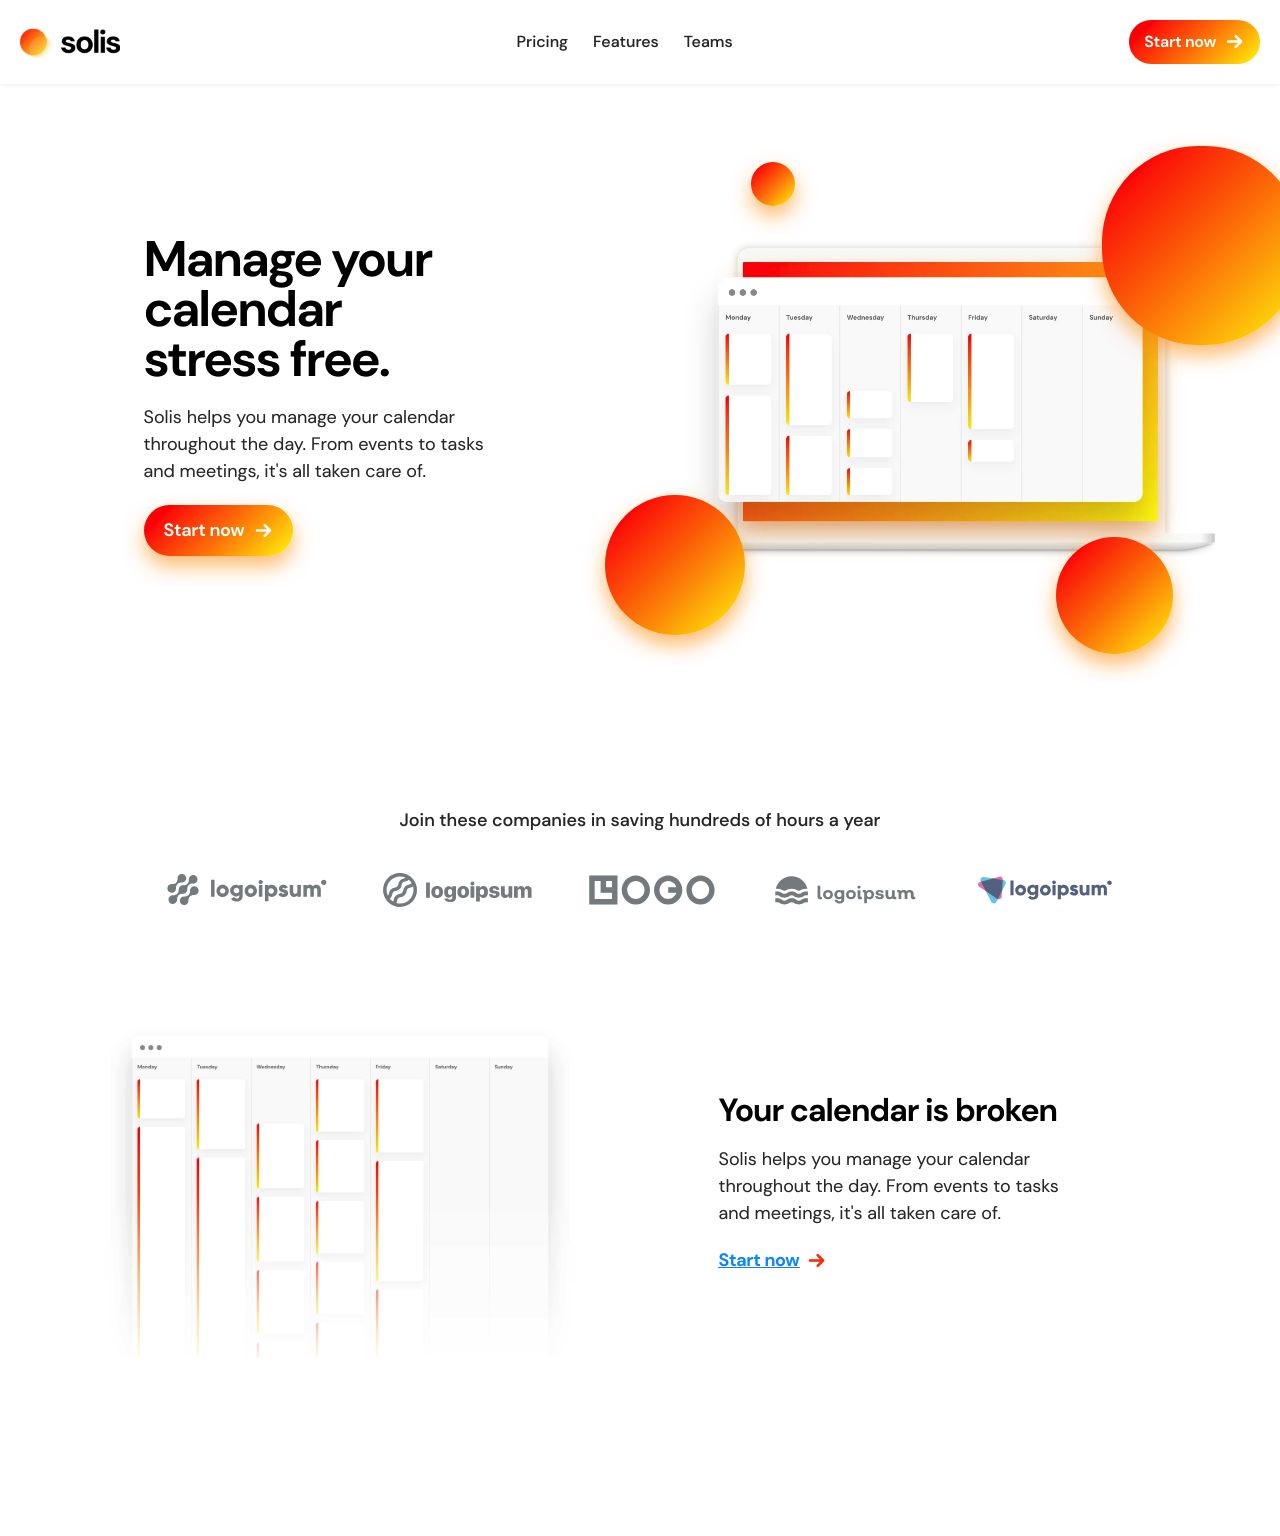 solis
Pricing Features Teams
Start now
Manage your
calendar
stress free.
Solis helps you manage your calendar
throughout the day. From events to tasks
and meetings, it's all taken care of.
Start now
Monday Tuesday Wednesday Thursday Friday Saturday Sunday
Join these companies in saving hundreds of hours a year
logoipsum logoipsum LOGO logoipsum logoipsum
Monday Tuesday Wednesday Thursday Friday Saturday Sunday
Your calendar is broken
Solis helps you manage your calendar
throughout the day. From events to tasks
and meetings, it's all taken care of.
Start now